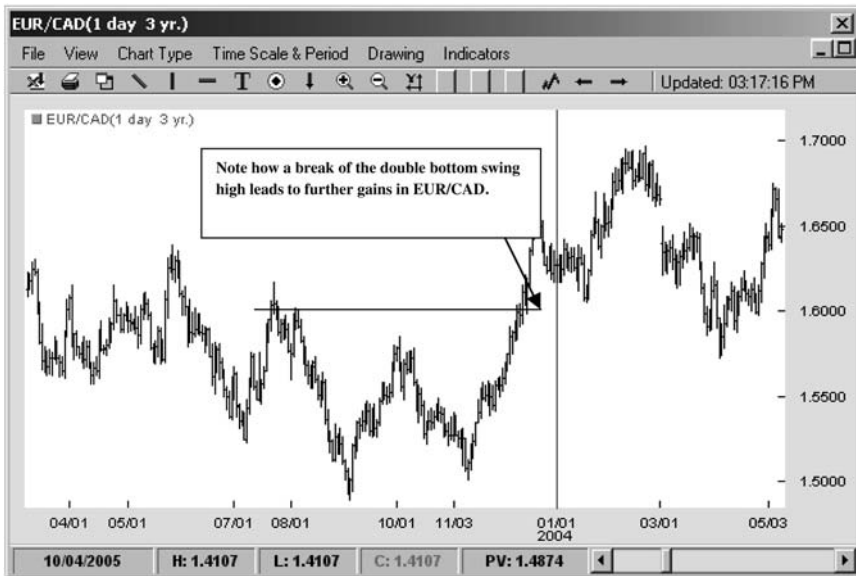 EUR/CAD(1 day 3 yr.)
File View Chart Type Time Scale & Period Drawing Indicators
T Updated: 03:17:16 PM
EUR/CAD(1 day 3 yr.)
Note how a break of the double bottom swing
high leads to further gains in EUR/CAD.
1.7000
1.6500
1.6000
1.5500
1.5000
04/01 05/01 07/01 08/01 10/01 11/03 01/01 03/01 05/03
2004
10/04/2005 H: 1.4107 L: 1.4107 C: 1.4107 PV: 1.4874